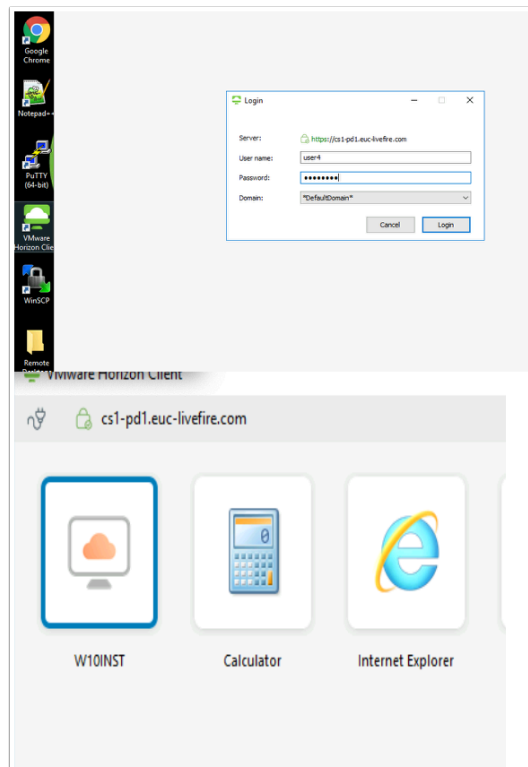 Google
Chrome
Notepad++
PuTTY
(64-bit)
VMware
Horizon Clie
WinSCP
Remote
Login
Server:
https://cs1-pd1.euc-livefire.com
User name:
user4
Password:
Domain:
*DefaultDomain*
Cancel
Login
VMware Horizon Client
cs1-pd1.euc-livefire.com
W10INST
Calculator
Internet Explorer